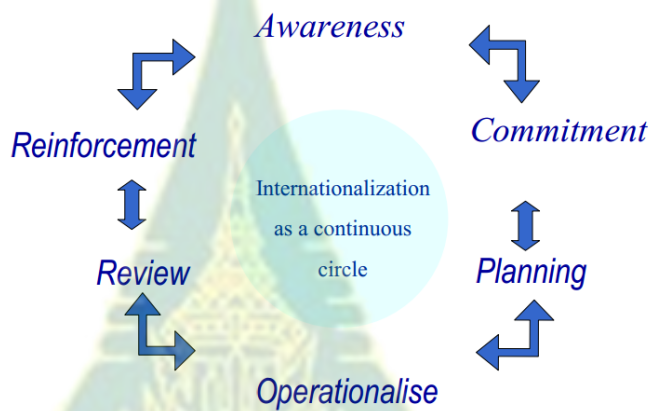 Awareness
Commitment
Reinforcement
Internationalization
as a continuous
circle
Review
Planning
Operationalise